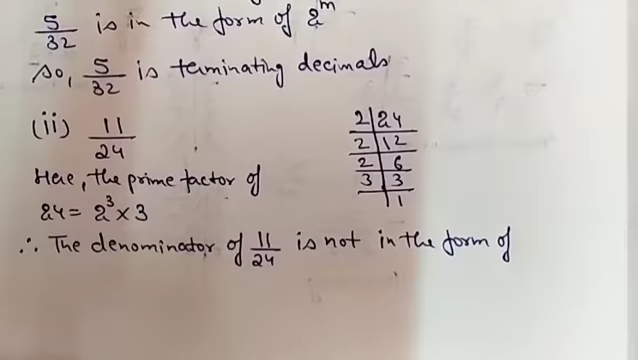 5/32 is in the form of 2^m
So, 5/32 is terminating decimals
(ii) 11/24
2 | 24
2 | 12
2 | 6
3 | 3
| 1
Here, the prime factor of
24 = 2^3 × 3
∴ The denominator of 11/24 is not in the form of